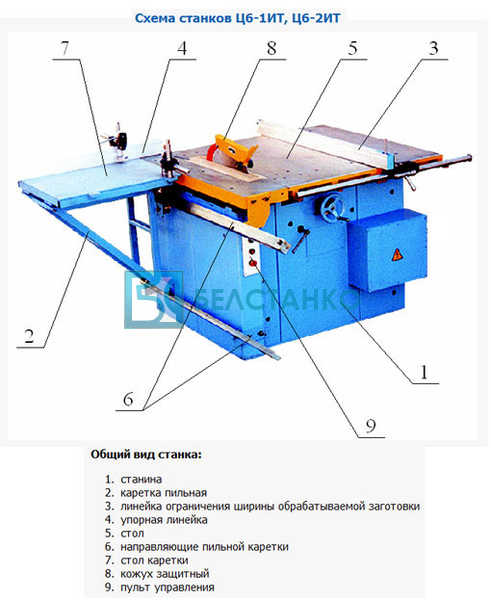 Схема станков Ц6-1ИТ, Ц6-2ИТ
7 4 8 5 3
БЕЛСТАНКО
2 6 9 1
Общий вид станка:
1. станина
2. каретка пильная
3. линейка ограничения ширины обрабатываемой заготовки
4. упорная линейка
5. стол
6. направляющие пильной каретки
7. стол каретки
8. кожух защитный
9. пульт управления